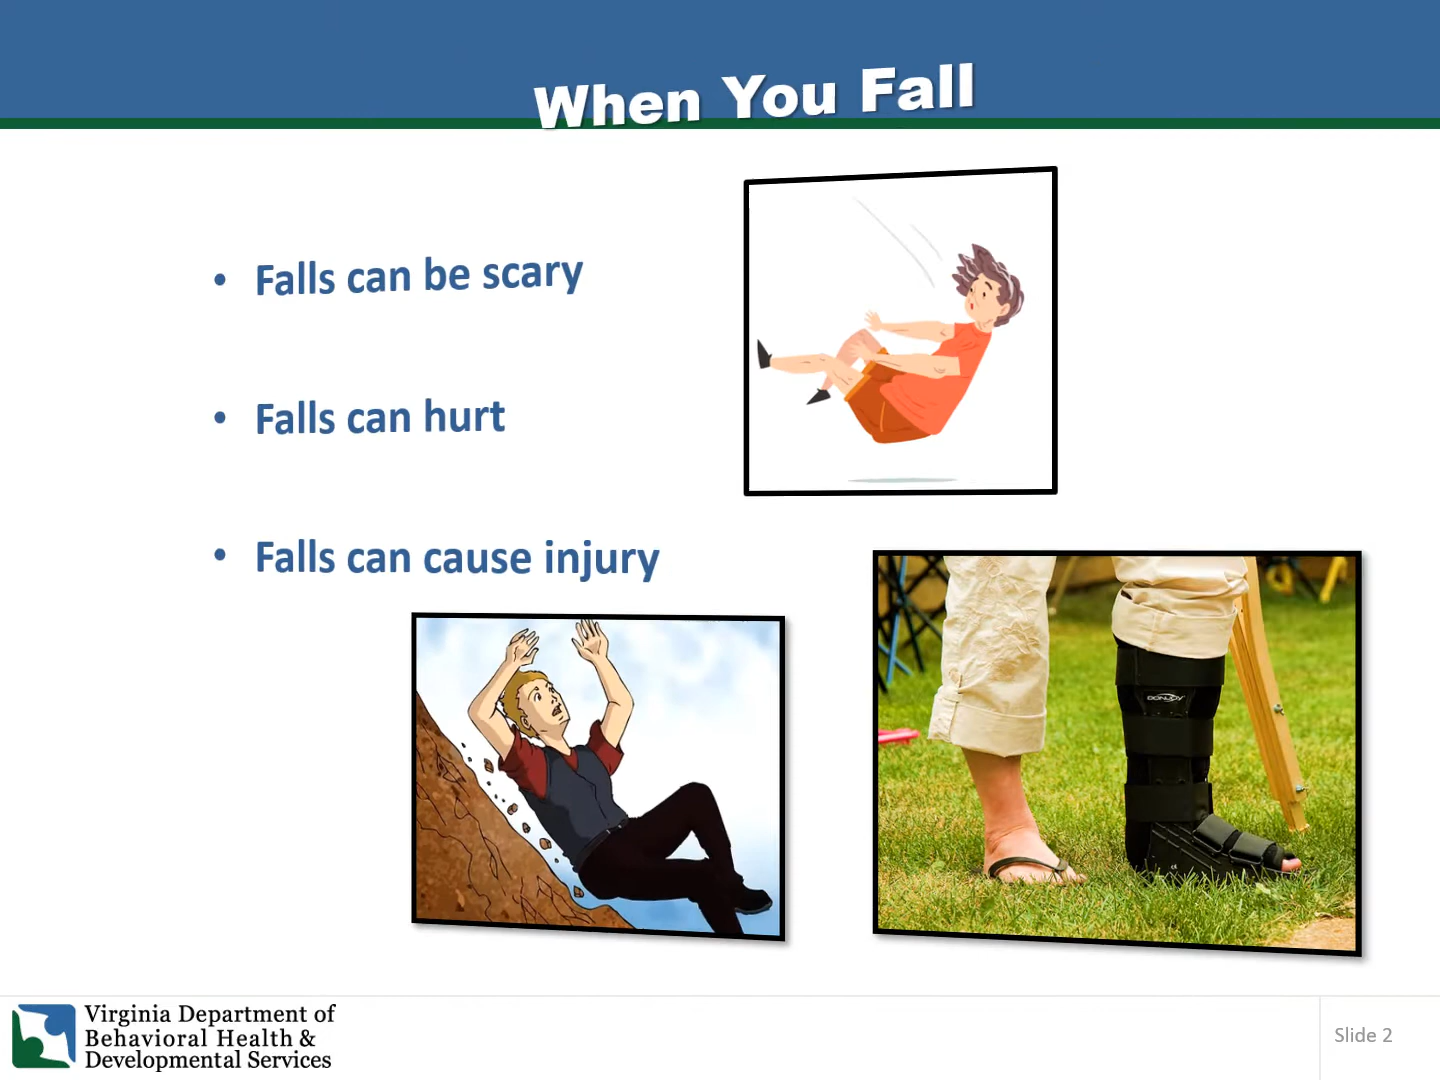 When You Fall
• Falls can be scary
• Falls can hurt
• Falls can cause injury
DONJOY
Virginia Department of
Behavioral Health &
Developmental Services
Slide 2